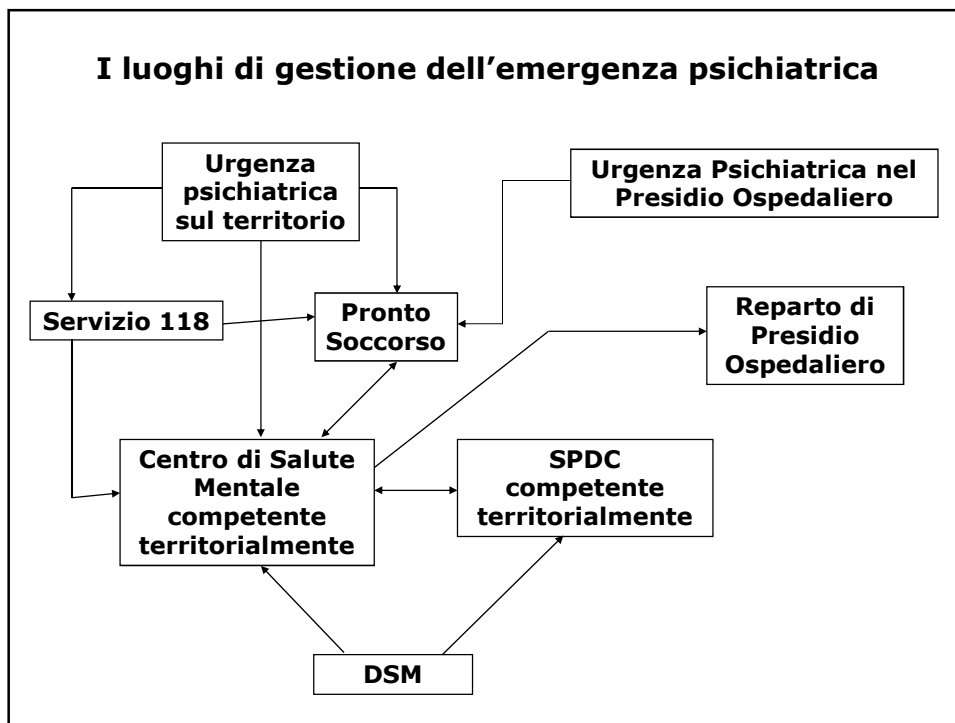 I luoghi di gestione dell’emergenza psichiatrica
Urgenza
psichiatrica
sul territorio
Urgenza Psichiatrica nel
Presidio Ospedaliero
Servizio 118
Pronto
Soccorso
Reparto di
Presidio
Ospedaliero
Centro di Salute
Mentale
competente
territorialmente
SPDC
competente
territorialmente
DSM